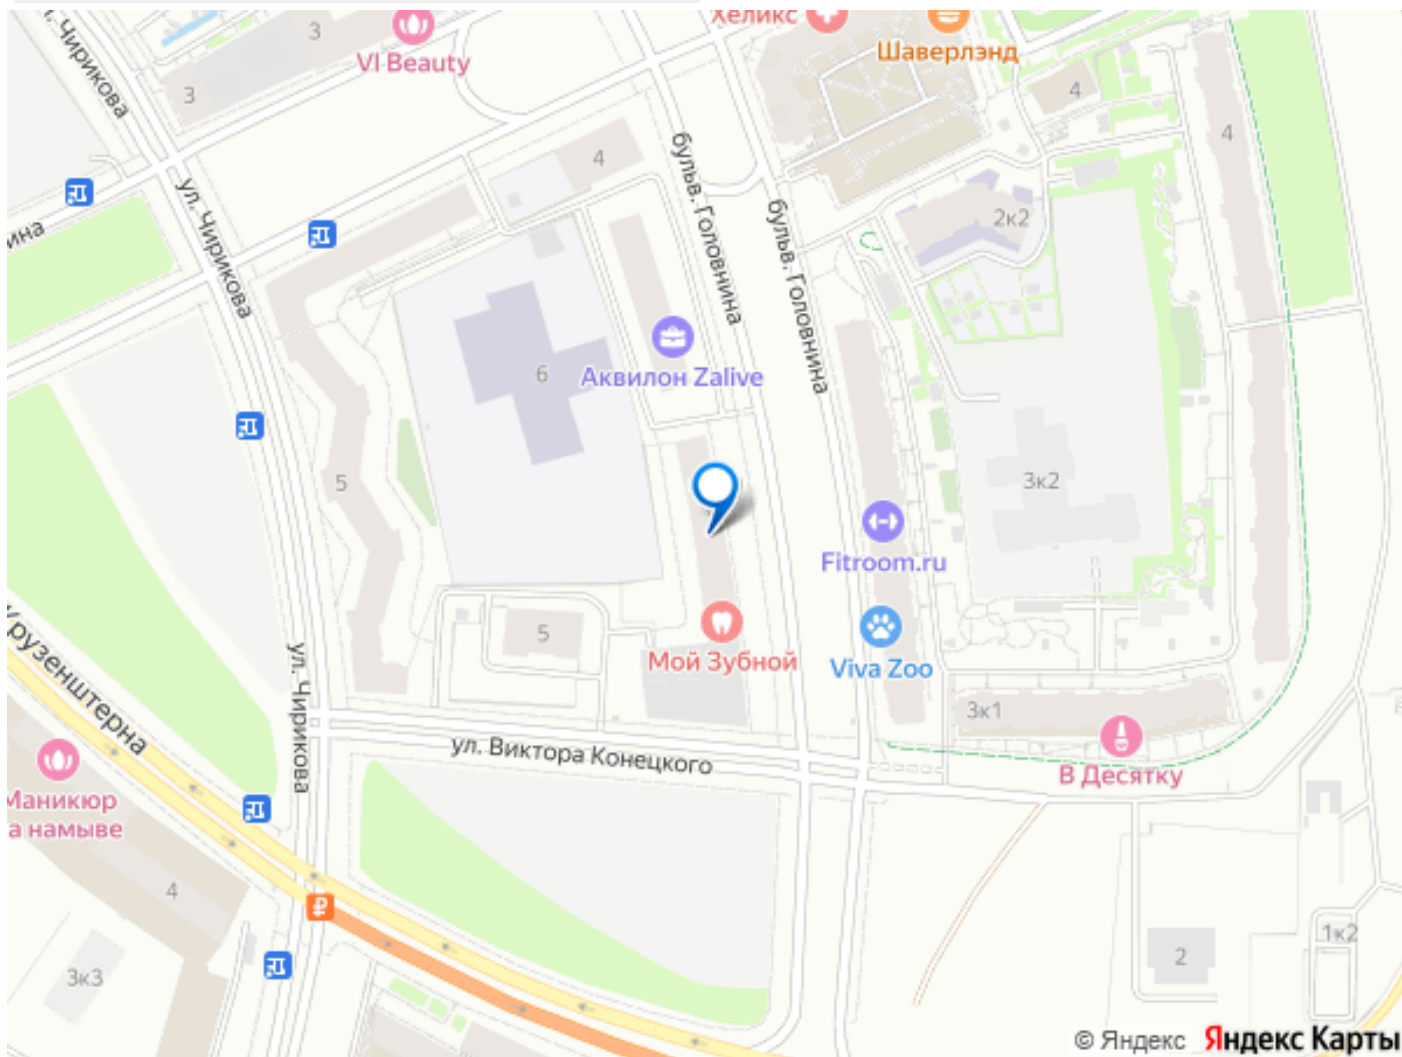 Хеликс
Шаверлэнд
VI Beauty
ул. Чирикова
3
3
4
4
4
2к2
бульв. Головнина
бульв. Головнина
ул. Чирикова
ина
6
Аквилон Zalive
5
3к2
Fitroom.ru
5
Мой Зубной
Viva Zoo
3к1
В Десятку
ул. Чирикова
ул. Виктора Конецкого
Крузенштерна
Маникюр
а намыве
4
3к3
1к2
2
© Яндекс Яндекс Карты